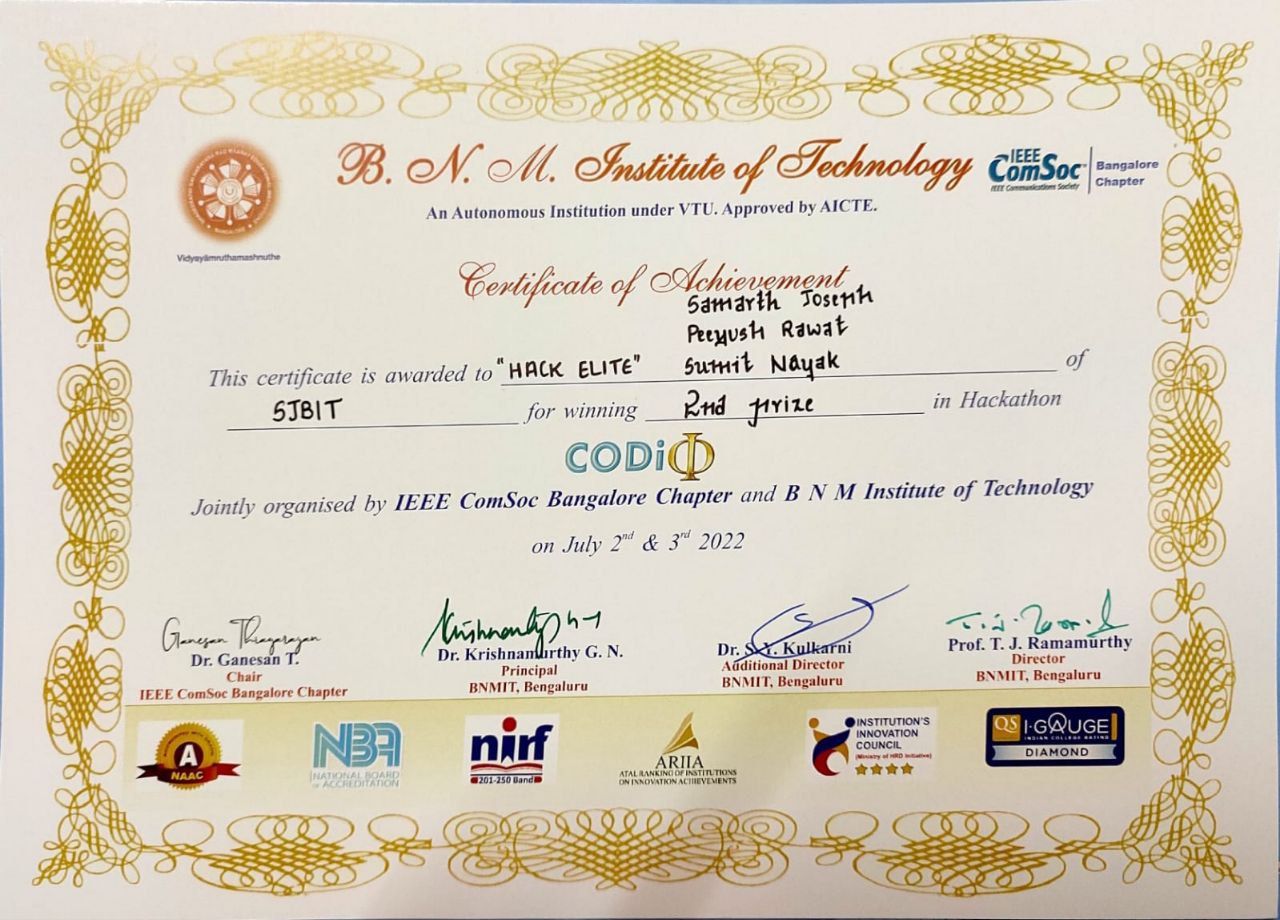 B. N. M. Institute of Technology
IEEE
ComSoc
IEEE Communications Society
Bangalore
Chapter
An Autonomous Institution under VTU. Approved by AICTE.
Vidyayāmruthamashnuthe
Certificate of Achievement
Samarth Joseph
Peeyush Rawat
This certificate is awarded to "HACK ELITE" Sumit Nayak of
SJBIT for winning 2nd prize in Hackathon
CODiΦ
Jointly organised by IEEE ComSoc Bangalore Chapter and B N M Institute of Technology
on July 2nd & 3rd 2022
Ganesan Thiagarajan
Dr. Ganesan T.
Chair
IEEE ComSoc Bangalore Chapter
Dr. Krishnamurthy G. N.
Principal
BNMIT, Bengaluru
Dr. S.Y. Kulkarni
Additional Director
BNMIT, Bengaluru
Prof. T. J. Ramamurthy
Director
BNMIT, Bengaluru
A
NAAC
NBA
NATIONAL BOARD
of ACCREDITATION
nirf
201-250 Band
ARIIA
ATAL RANKING OF INSTITUTIONS
ON INNOVATION ACHIEVEMENTS
INSTITUTION'S
INNOVATION
COUNCIL
(Ministry of HRD Initiative)
QS I·GAUGE
INDIAN COLLEGE RATING
DIAMOND